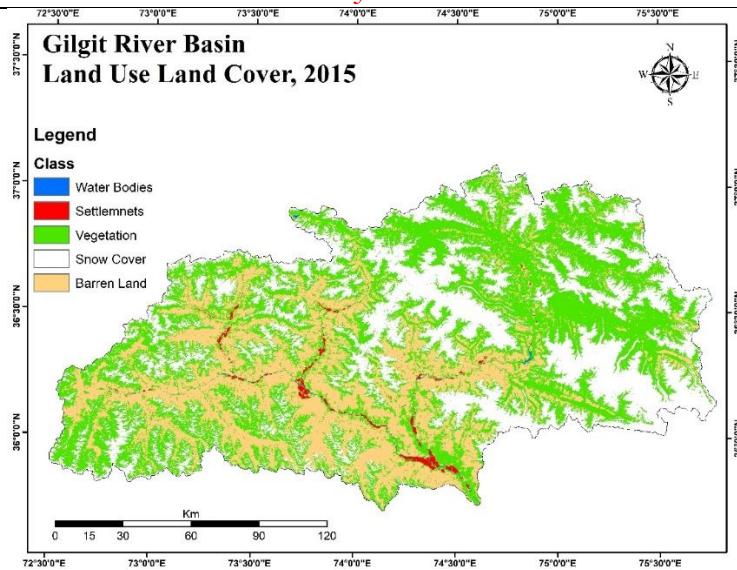 72°30'0"E 73°0'0"E 73°30'0"E 74°0'0"E 74°30'0"E 75°0'0"E 75°30'0"E
Gilgit River Basin
Land Use Land Cover, 2015
N
W E
S
37°30'0"N
37°0'0"N
36°30'0"N
36°0'0"N
Legend
Class
Water Bodies
Settlemnets
Vegetation
Snow Cover
Barren Land
Km
0 15 30 60 90 120
72°30'0"E 73°0'0"E 73°30'0"E 74°0'0"E 74°30'0"E 75°0'0"E 75°30'0"E